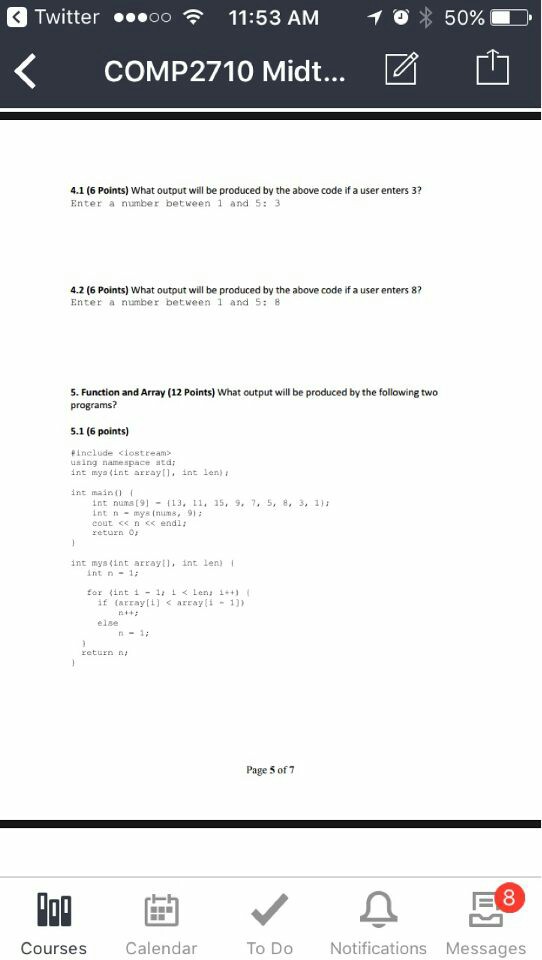 Twitter 11:53 AM 50%
COMP2710 Midt...
4.1 (6 Points) What output will be produced by the above code if a user enters 3?
Enter a number between 1 and 5: 3
4.2 (6 Points) What output will be produced by the above code if a user enters 8?
Enter a number between 1 and 5: 8
5. Function and Array (12 Points) What output will be produced by the following two
programs?
5.1 (6 points)
#include <iostream>
using namespace std;
int mys(int array[], int len);
int main() {
int nums[9] = {13, 11, 15, 9, 7, 5, 8, 3, 1};
int n = mys(nums, 9);
cout << n << endl;
return 0;
}
int mys(int array[], int len) {
int n = 1;
for (int i = 1; i < len; i++) {
if (array[i] < array[i - 1])
n++;
else
n = 1;
}
return n;
}
Page 5 of 7
8
Courses Calendar To Do Notifications Messages